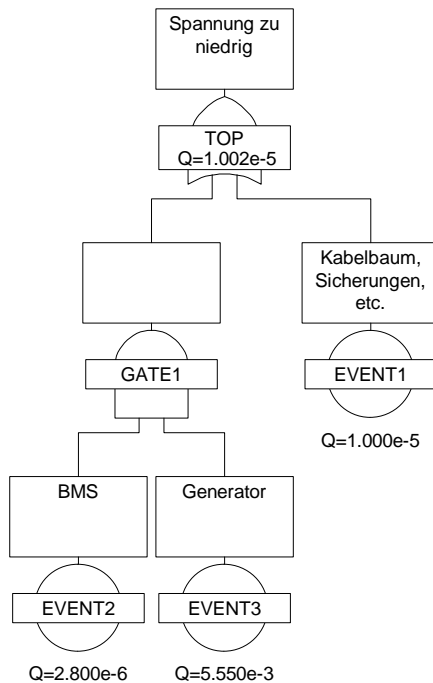 Spannung zu
niedrig
TOP
Q=1.002e-5
Kabelbaum,
Sicherungen,
etc.
GATE1
EVENT1
Q=1.000e-5
BMS
Generator
EVENT2
EVENT3
Q=2.800e-6
Q=5.550e-3